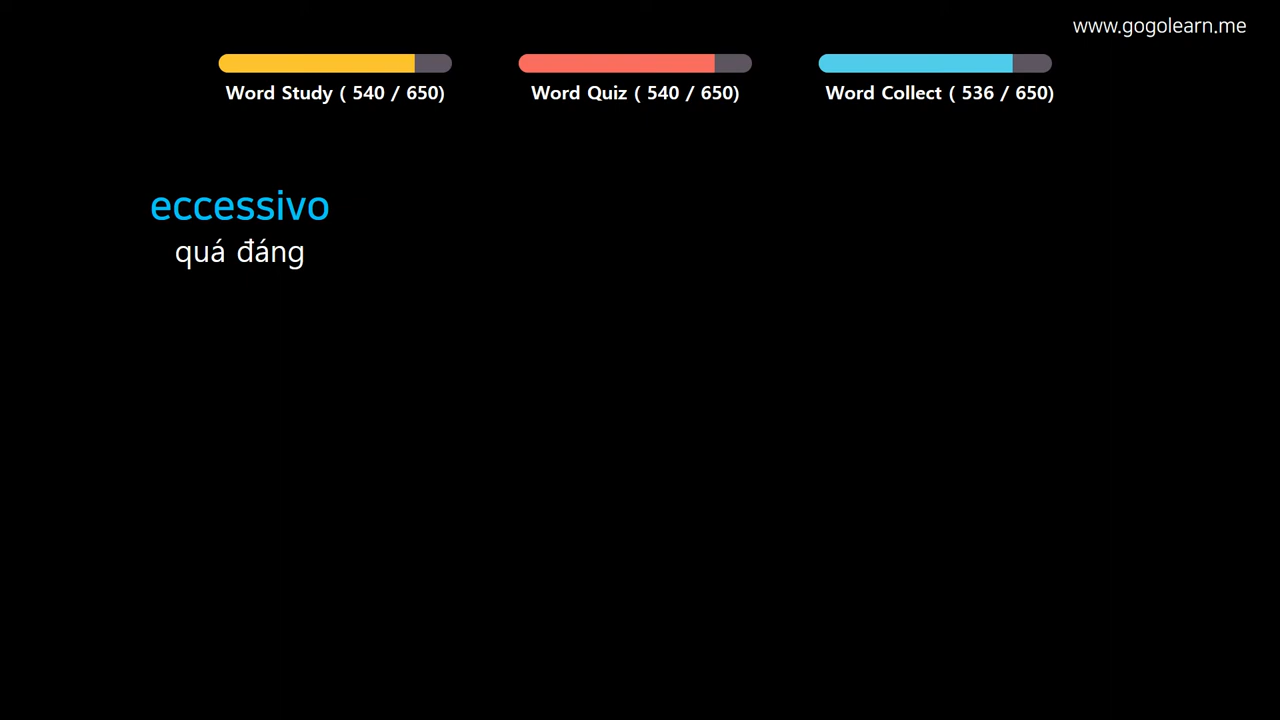 www.gogolearn.me
Word Study ( 540 / 650)
Word Quiz ( 540 / 650)
Word Collect ( 536 / 650)
eccessivo
quá đáng